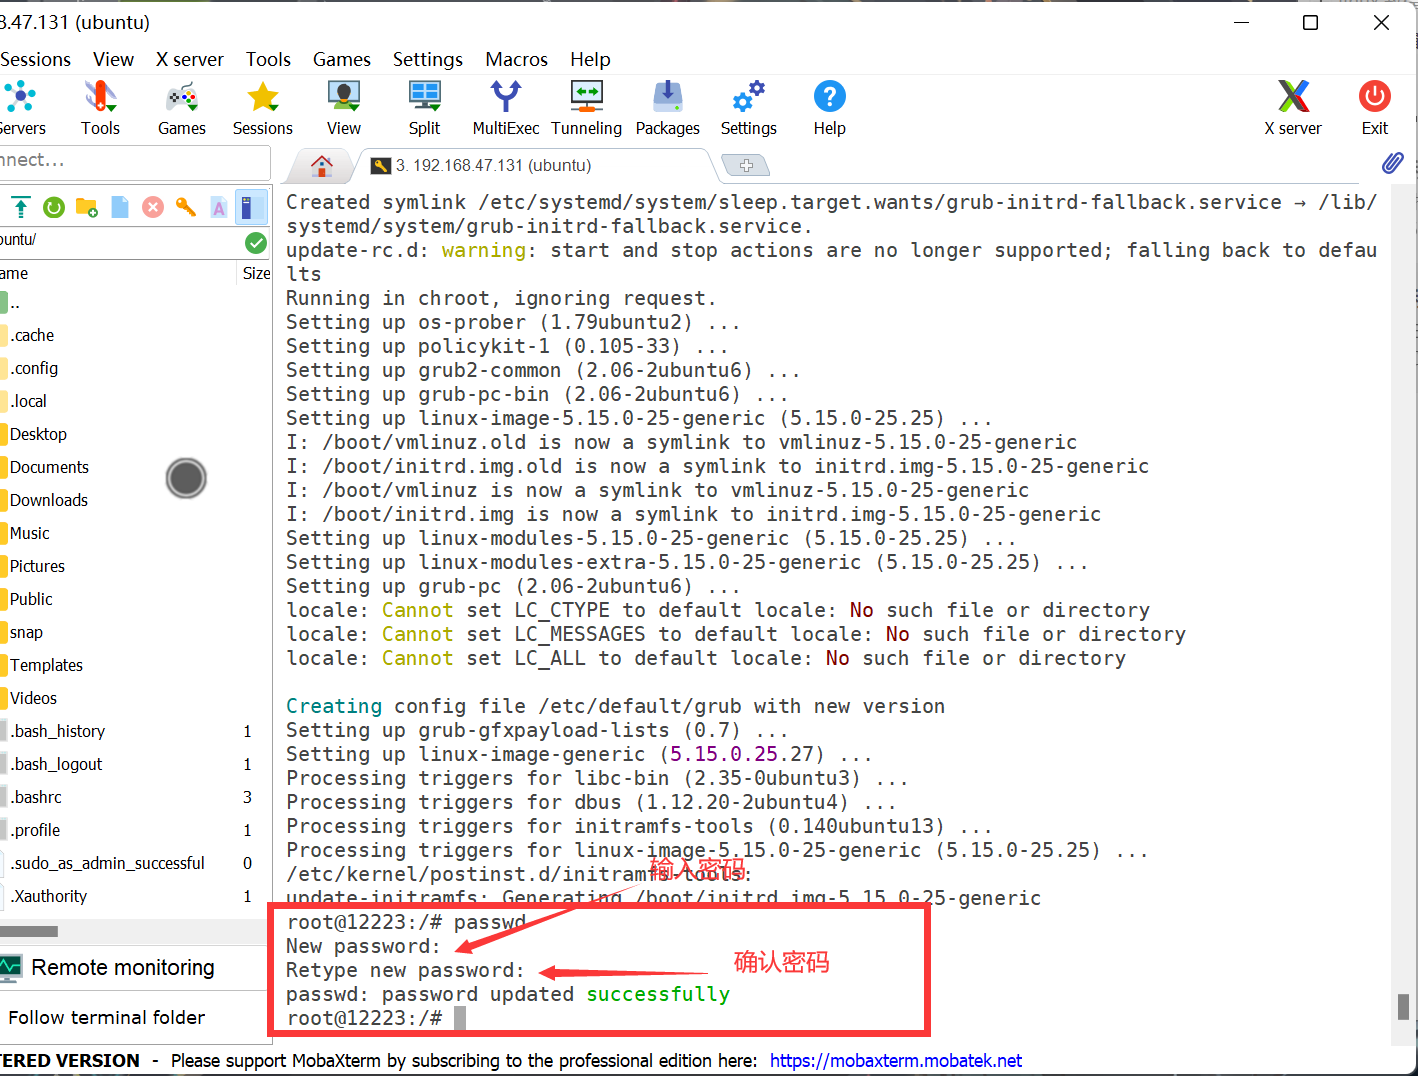 8.47.131 (ubuntu)
Sessions View X server Tools Games Settings Macros Help
Servers Tools Games Sessions View Split MultiExec Tunneling Packages Settings Help X server Exit
nnect...
3. 192.168.47.131 (ubuntu)
buntu/
ame Size
..
.cache
.config
.local
Desktop
Documents
Downloads
Music
Pictures
Public
snap
Templates
Videos
.bash_history 1
.bash_logout 1
.bashrc 3
.profile 1
.sudo_as_admin_successful 0
.Xauthority 1
Remote monitoring
Follow terminal folder
Created symlink /etc/systemd/system/sleep.target.wants/grub-initrd-fallback.service → /lib/
systemd/system/grub-initrd-fallback.service.
update-rc.d: warning: start and stop actions are no longer supported; falling back to defau
lts
Running in chroot, ignoring request.
Setting up os-prober (1.79ubuntu2) ...
Setting up policykit-1 (0.105-33) ...
Setting up grub2-common (2.06-2ubuntu6) ...
Setting up grub-pc-bin (2.06-2ubuntu6) ...
Setting up linux-image-5.15.0-25-generic (5.15.0-25.25) ...
I: /boot/vmlinuz.old is now a symlink to vmlinuz-5.15.0-25-generic
I: /boot/initrd.img.old is now a symlink to initrd.img-5.15.0-25-generic
I: /boot/vmlinuz is now a symlink to vmlinuz-5.15.0-25-generic
I: /boot/initrd.img is now a symlink to initrd.img-5.15.0-25-generic
Setting up linux-modules-5.15.0-25-generic (5.15.0-25.25) ...
Setting up linux-modules-extra-5.15.0-25-generic (5.15.0-25.25) ...
Setting up grub-pc (2.06-2ubuntu6) ...
locale: Cannot set LC_CTYPE to default locale: No such file or directory
locale: Cannot set LC_MESSAGES to default locale: No such file or directory
locale: Cannot set LC_ALL to default locale: No such file or directory
Creating config file /etc/default/grub with new version
Setting up grub-gfxpayload-lists (0.7) ...
Setting up linux-image-generic (5.15.0.25.27) ...
Processing triggers for libc-bin (2.35-0ubuntu3) ...
Processing triggers for dbus (1.12.20-2ubuntu4) ...
Processing triggers for initramfs-tools (0.140ubuntu13) ...
Processing triggers for linux-image-5.15.0-25-generic (5.15.0-25.25) ...
/etc/kernel/postinst.d/initramfs-tools:
输入密码
update-initramfs: Generating /boot/initrd.img-5.15.0-25-generic
root@12223:/# passwd
New password:
Retype new password:
确认密码
passwd: password updated successfully
root@12223:/#
TERED VERSION - Please support MobaXterm by subscribing to the professional edition here: https://mobaxterm.mobatek.net